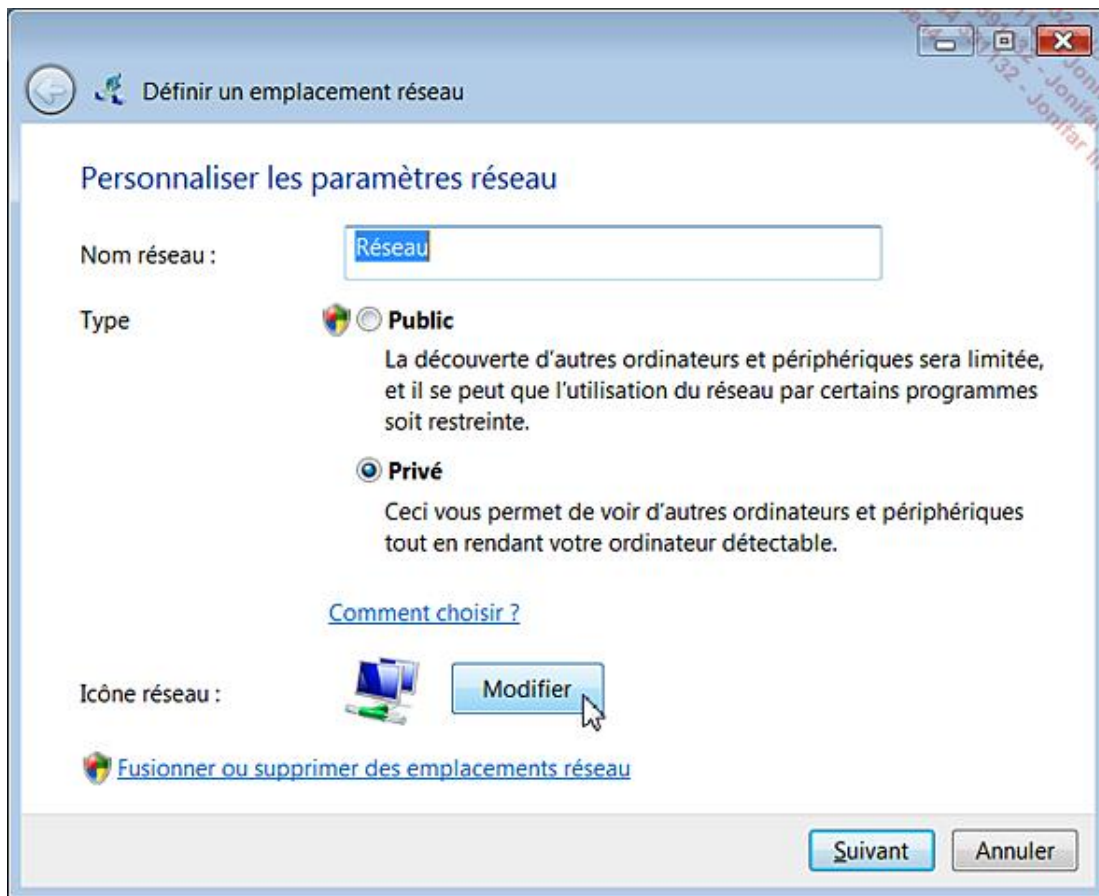 Définir un emplacement réseau
Personnaliser les paramètres réseau
Nom réseau :
Réseau
Type
Public
La découverte d'autres ordinateurs et périphériques sera limitée,
et il se peut que l'utilisation du réseau par certains programmes
soit restreinte.
Privé
Ceci vous permet de voir d'autres ordinateurs et périphériques
tout en rendant votre ordinateur détectable.
Comment choisir ?
Icône réseau :
Modifier
Fusionner ou supprimer des emplacements réseau
Suivant
Annuler